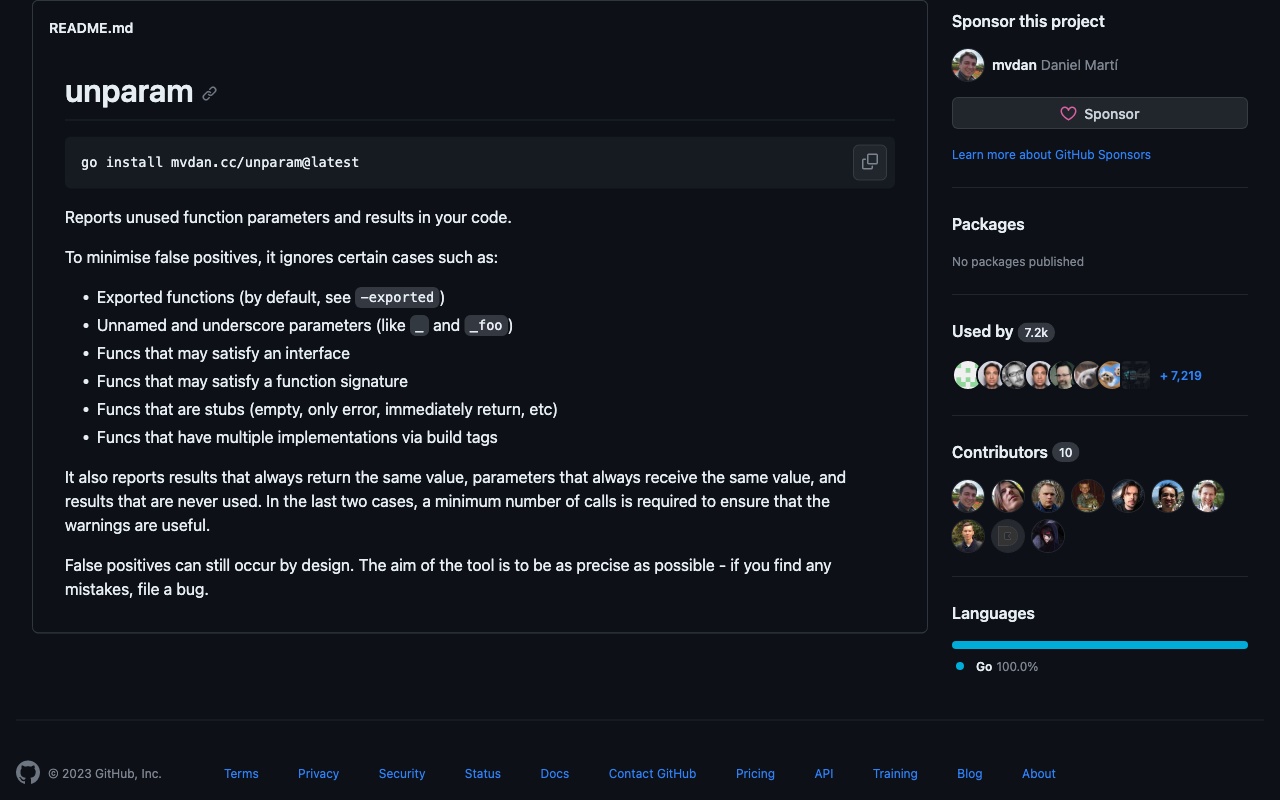 README.md
unparam
go install mvdan.cc/unparam@latest
Reports unused function parameters and results in your code.
To minimise false positives, it ignores certain cases such as:
• Exported functions (by default, see -exported)
• Unnamed and underscore parameters (like _ and _foo)
• Funcs that may satisfy an interface
• Funcs that may satisfy a function signature
• Funcs that are stubs (empty, only error, immediately return, etc)
• Funcs that have multiple implementations via build tags
It also reports results that always return the same value, parameters that always receive the same value, and
results that are never used. In the last two cases, a minimum number of calls is required to ensure that the
warnings are useful.
False positives can still occur by design. The aim of the tool is to be as precise as possible - if you find any
mistakes, file a bug.
Sponsor this project
mvdan Daniel Martí
Sponsor
Learn more about GitHub Sponsors
Packages
No packages published
Used by 7.2k
+ 7,219
Contributors 10
Languages
Go 100.0%
© 2023 GitHub, Inc. Terms Privacy Security Status Docs Contact GitHub Pricing API Training Blog About